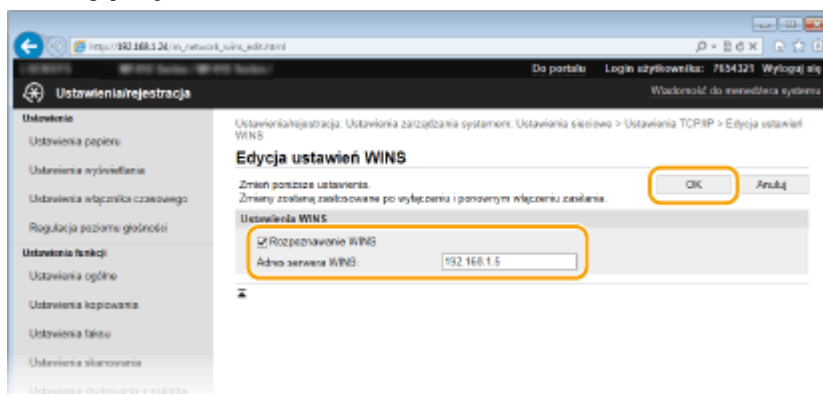 http://192.168.1.24/m_network_wins_edit.html
Do portalu Login użytkownika: 7654321 Wyloguj się
Ustawienia/rejestracja Wiadomość do menedżera systemu
Ustawienia
Ustawienia papieru
Ustawienia wyświetlania
Ustawienia włącznika czasowego
Regulacja poziomu głośności
Ustawienia funkcji
Ustawienia ogólne
Ustawienia kopiowania
Ustawienia faksu
Ustawienia skanowania
Ustawienia/rejestracja: Ustawienia zarządzania systemem: Ustawienia sieciowe > Ustawienia TCP/IP > Edycja ustawień
WINS
Edycja ustawień WINS
Zmień poniższe ustawienia.
Zmiany zostaną zastosowane po wyłączeniu i ponownym włączeniu zasilania.
OK Anuluj
Ustawienia WINS
Rozpoznawanie WINS
Adres serwera WINS: 192.168.1.5